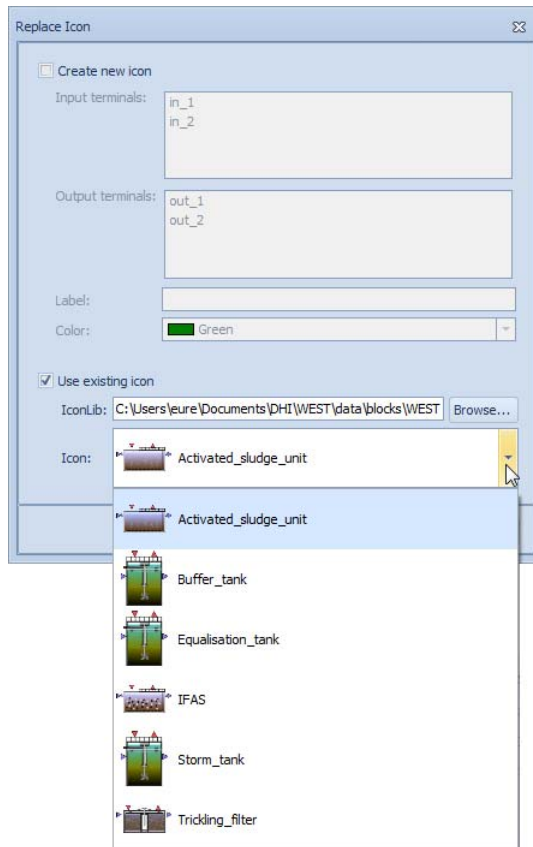 Replace Icon
Create new icon
Input terminals:
in_1
in_2
Output terminals:
out_1
out_2
Label:
Color:
Green
Use existing icon
IconLib: C:\Users\eure\Documents\DHI\WEST\data\blocks\WEST Browse...
Icon: Activated_sludge_unit
Activated_sludge_unit
Buffer_tank
Equalisation_tank
IFAS
Storm_tank
Trickling_filter